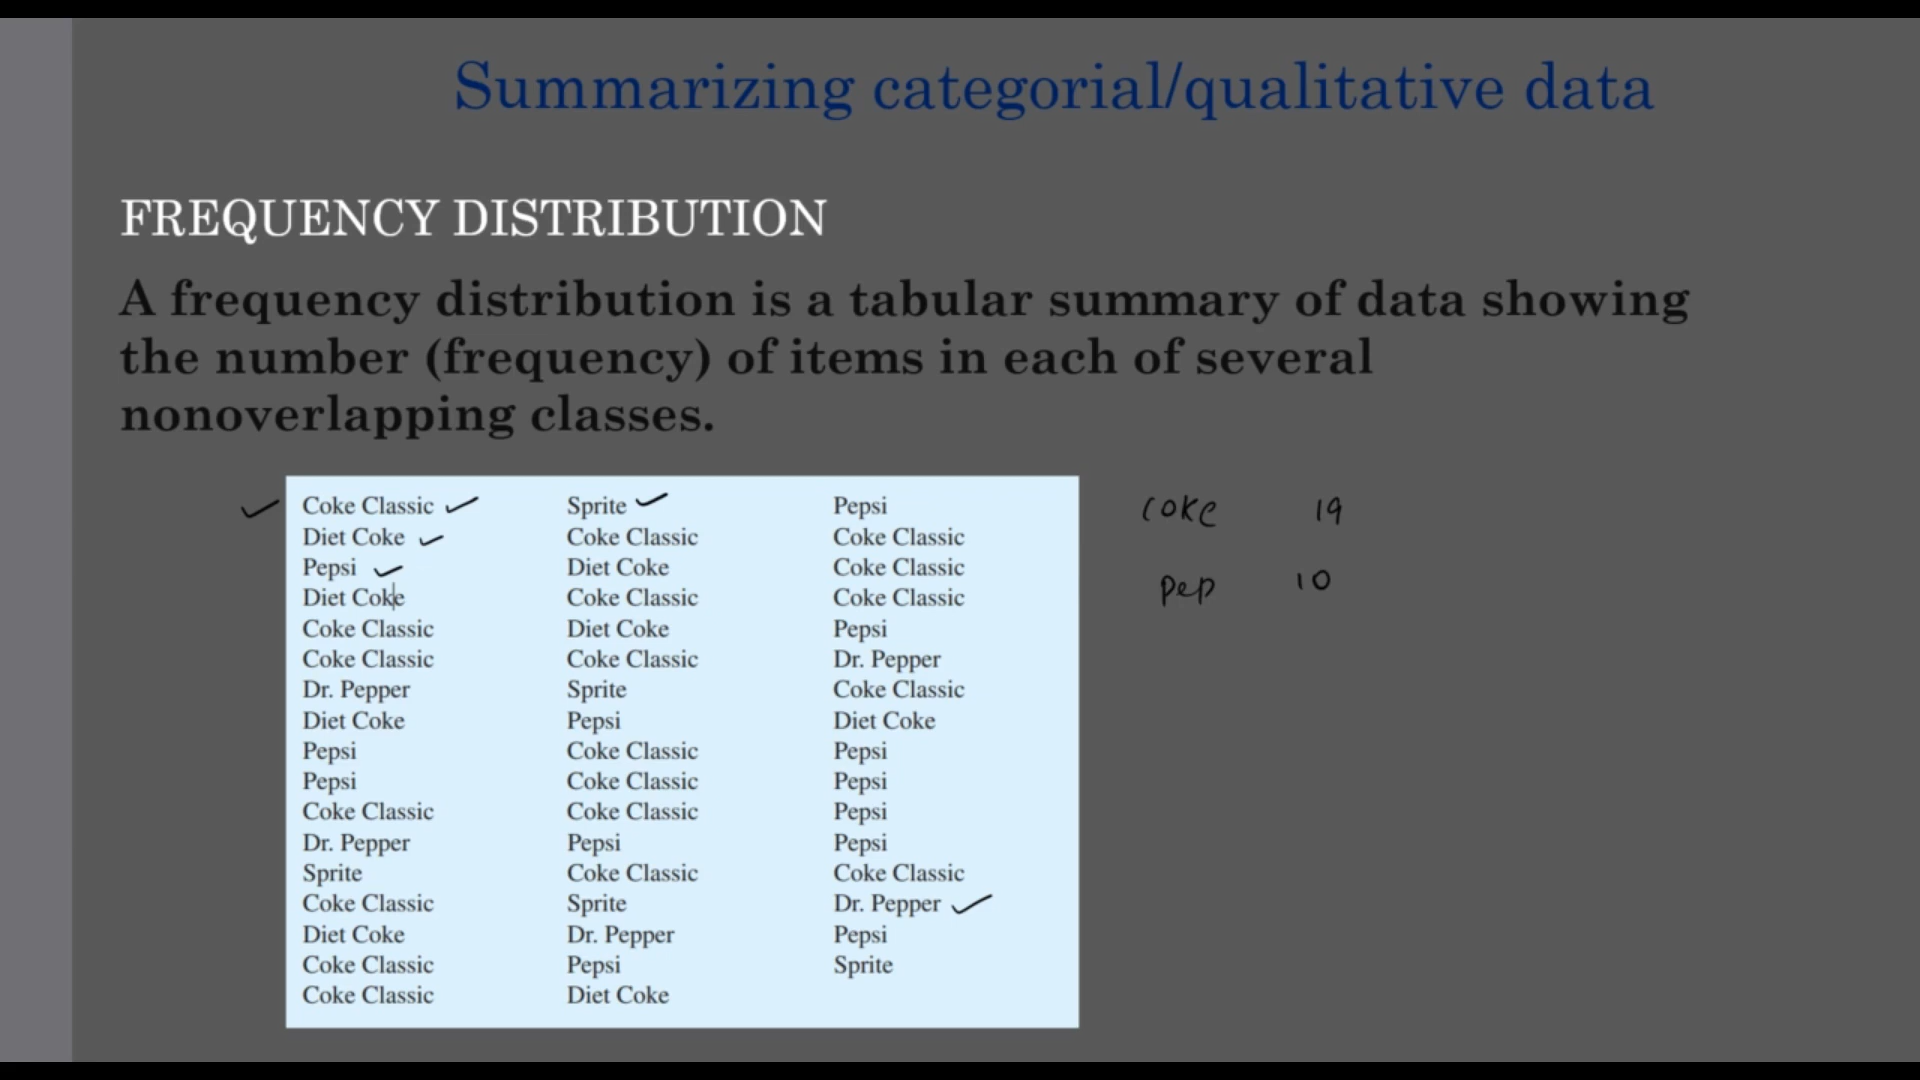 Summarizing categorial/qualitative data
FREQUENCY DISTRIBUTION
A frequency distribution is a tabular summary of data showing
the number (frequency) of items in each of several
nonoverlapping classes.
Coke Classic Sprite Pepsi
Diet Coke Coke Classic Coke Classic
Pepsi Diet Coke Coke Classic
Diet Coke Coke Classic Coke Classic
Coke Classic Diet Coke Pepsi
Coke Classic Coke Classic Dr. Pepper
Dr. Pepper Sprite Coke Classic
Diet Coke Pepsi Diet Coke
Pepsi Coke Classic Pepsi
Pepsi Coke Classic Pepsi
Coke Classic Coke Classic Pepsi
Dr. Pepper Pepsi Pepsi
Sprite Coke Classic Coke Classic
Coke Classic Sprite Dr. Pepper
Diet Coke Dr. Pepper Pepsi
Coke Classic Pepsi Sprite
Coke Classic Diet Coke
Coke 19
Pep 10